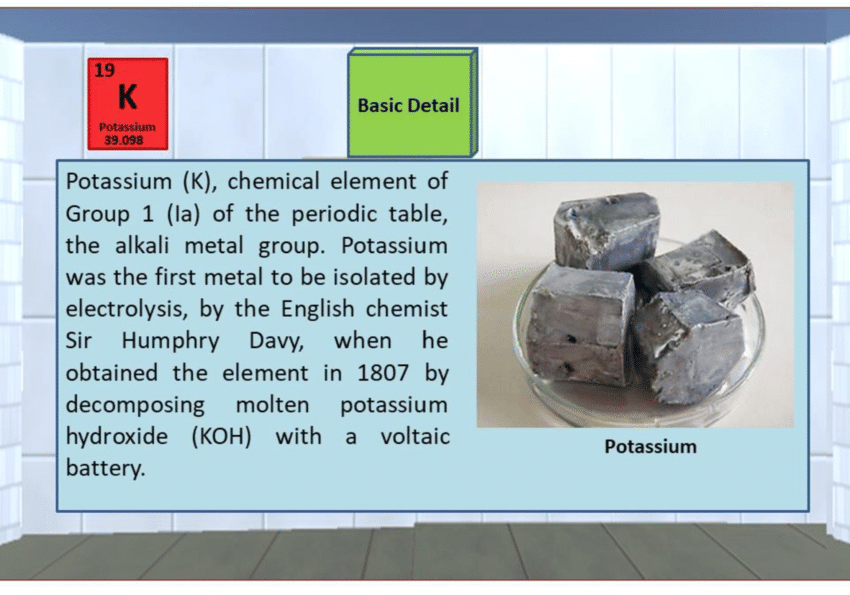 19
K
Potassium
39.098
Basic Detail
Potassium (K), chemical element of
Group 1 (Ia) of the periodic table,
the alkali metal group. Potassium
was the first metal to be isolated by
electrolysis, by the English chemist
Sir Humphry Davy, when he
obtained the element in 1807 by
decomposing molten potassium
hydroxide (KOH) with a voltaic
battery.
Potassium